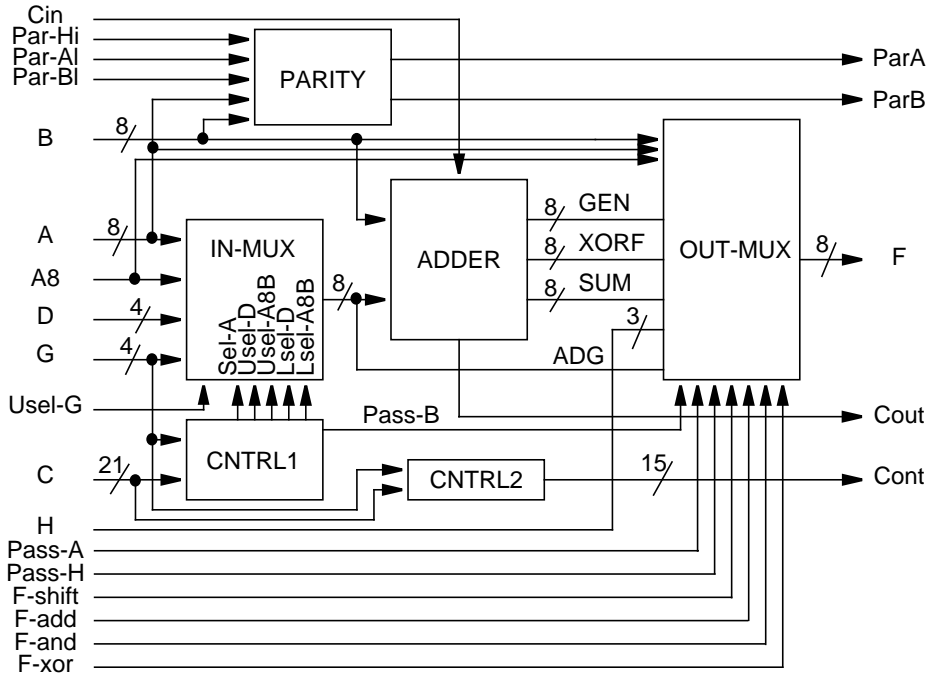 Cin
Par-Hi
Par-Al
Par-Bl
PARITY
ParA
ParB
B
8
A
8
IN-MUX
ADDER
8
GEN
8
XORF
8
SUM
OUT-MUX
8
F
A8
D
4
G
4
Sel-A
Usel-D
Usel-A8B
Lsel-D
Lsel-A8B
8
3
ADG
Usel-G
Pass-B
Cout
C
21
CNTRL1
CNTRL2
15
Cont
H
Pass-A
Pass-H
F-shift
F-add
F-and
F-xor